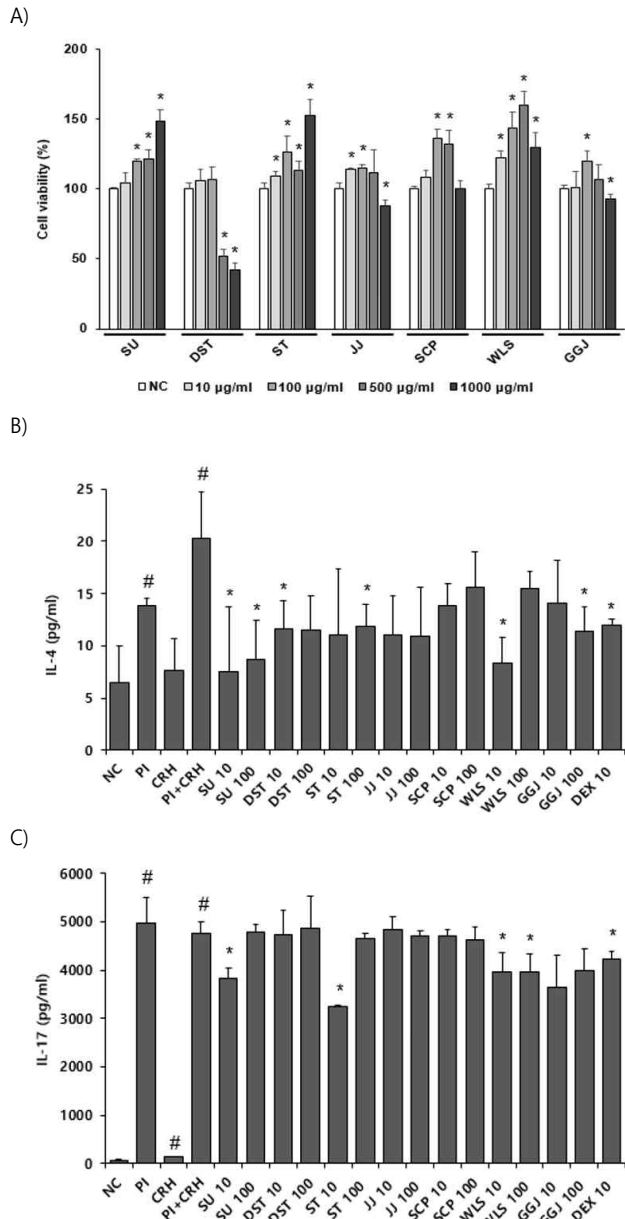 A)
200
150
100
50
0
Cell viability (%)
* * * * * * * * * * * * * * * * * * * * *
SU DST ST JJ SCP WLS GGJ
NC 10 µg/ml 100 µg/ml 500 µg/ml 1000 µg/ml
B)
25
20
15
10
5
0
IL-4 (pg/ml)
# # * * * * * * *
NC PI CRH PI+CRH SU 10 SU 100 DST 10 DST 100 ST 10 ST 100 JJ 10 JJ 100 SCP 10 SCP 100 WLS 10 WLS 100 GGJ 10 GGJ 100 DEX 10
C)
6000
5000
4000
3000
2000
1000
0
IL-17 (pg/ml)
# # # * * * * *
NC PI CRH PI+CRH SU 10 SU 100 DST 10 DST 100 ST 10 ST 100 JJ 10 JJ 100 SCP 10 SCP 100 WLS 10 WLS 100 GGJ 10 GGJ 100 DEX 10